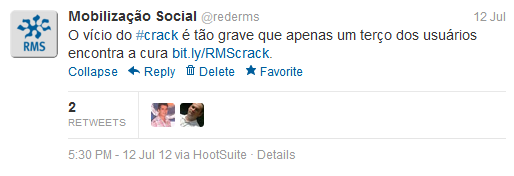 Mobilização Social @rederms 12 Jul
RMS
O vício do #crack é tão grave que apenas um terço dos usuários
encontra a cura bit.ly/RMScrack.
Collapse Reply Delete Favorite
2
RETWEETS
5:30 PM - 12 Jul 12 via HootSuite · Details